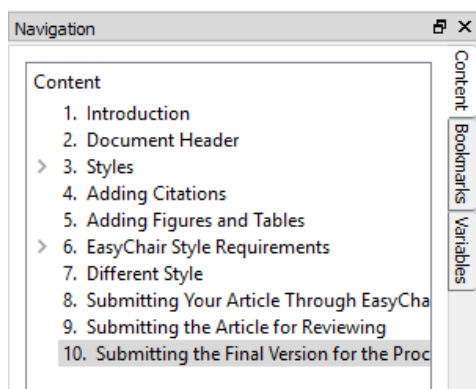 Navigation
Content
1. Introduction
2. Document Header
3. Styles
4. Adding Citations
5. Adding Figures and Tables
6. EasyChair Style Requirements
7. Different Style
8. Submitting Your Article Through EasyCha
9. Submitting the Article for Reviewing
10. Submitting the Final Version for the Proc
Content
Bookmarks
Variables